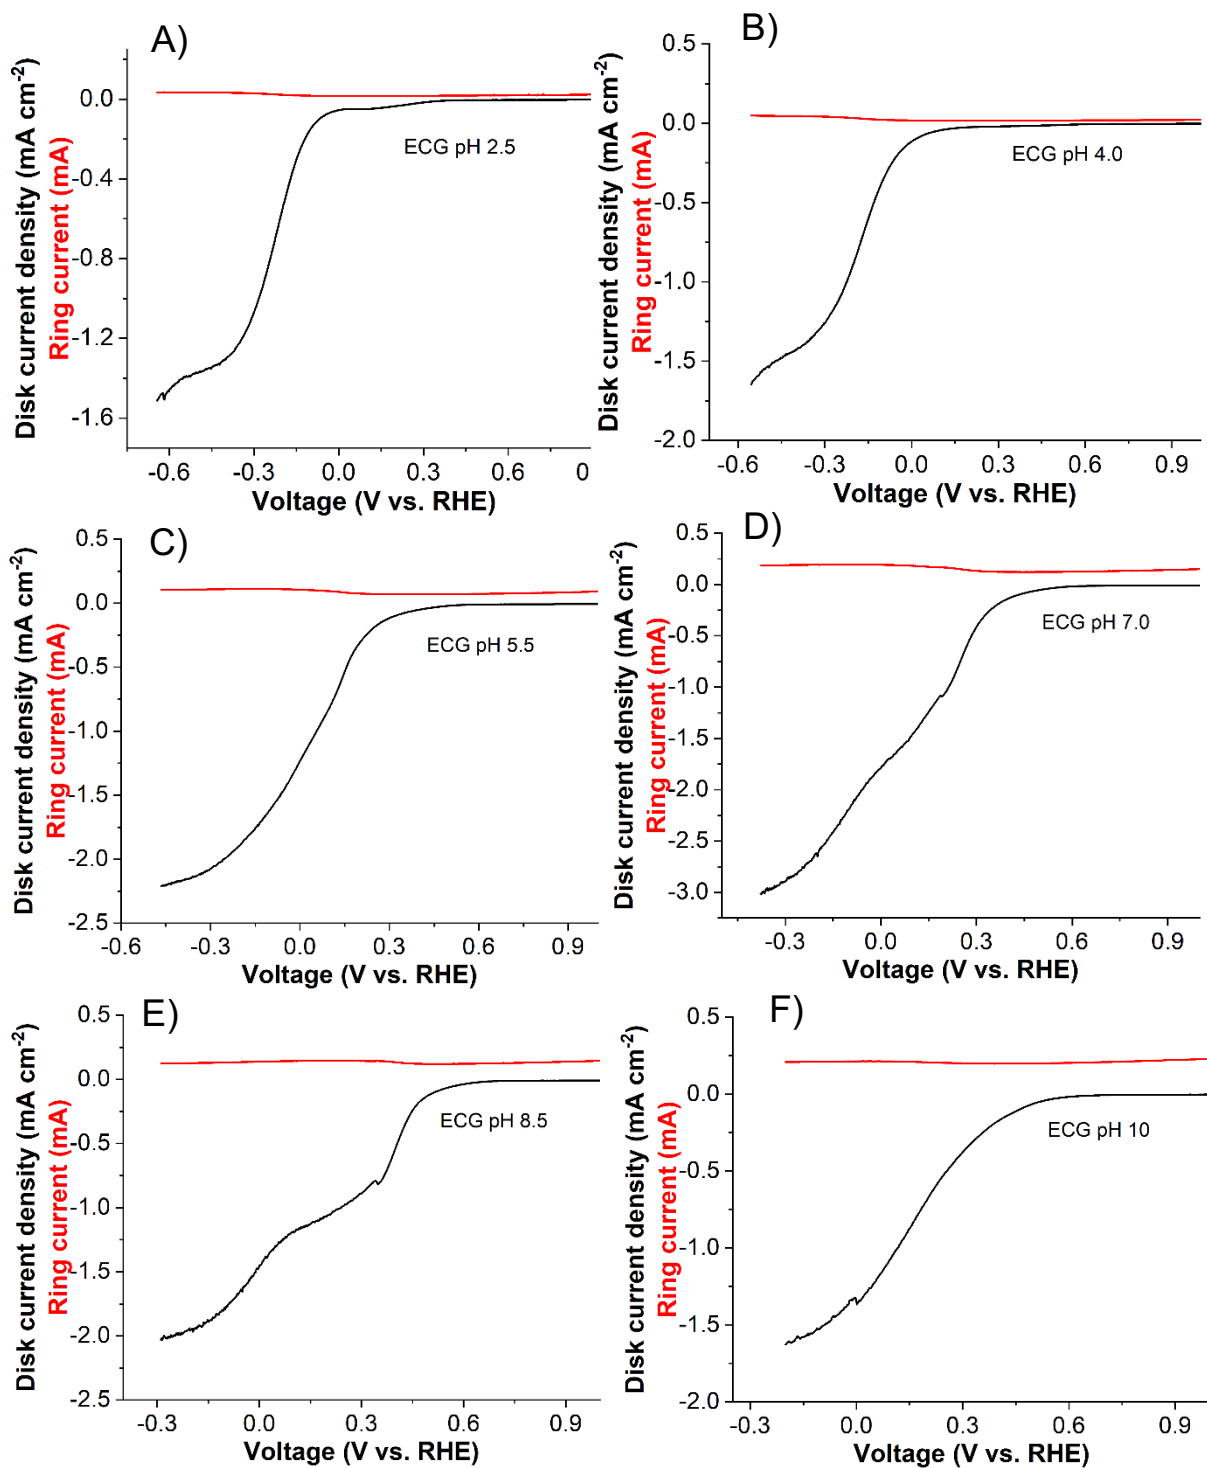 A)
Disk current density (mA cm-2)
Ring current (mA)
0.0
-0.4
-0.8
-1.2
-1.6
ECG pH 2.5
-0.6 -0.3 0.0 0.3 0
Voltage (V vs. RHE)
B)
Disk current density (mA cm-2)
Ring current (mA)
0.5
0.0
-0.5
-1.0
-1.5
-2.0
ECG pH 4.0
-0.6 -0.3 0.0 0.3 0.6 0.9
Voltage (V vs. RHE)
C)
Disk current density (mA cm-2)
Ring current (mA)
0.5
0.0
-0.5
-1.0
-1.5
-2.0
-2.5
ECG pH 5.5
-0.6 -0.3 0.0 0.3 0.6 0.9
Voltage (V vs. RHE)
D)
Disk current density (mA cm-2)
Ring current (mA)
0.5
0.0
-0.5
-1.0
-1.5
-2.0
-2.5
-3.0
ECG pH 7.0
-0.3 0.0 0.3 0.6 0.9
Voltage (V vs. RHE)
E)
Disk current density (mA cm-2)
Ring current (mA)
0.5
0.0
-0.5
-1.0
-1.5
-2.0
-2.5
ECG pH 8.5
-0.3 0.0 0.3 0.6 0.9
Voltage (V vs. RHE)
F)
Disk current density (mA cm-2)
Ring current (mA)
0.5
0.0
-0.5
-1.0
-1.5
-2.0
ECG pH 10
-0.3 0.0 0.3 0.6 0.9
Voltage (V vs. RHE)